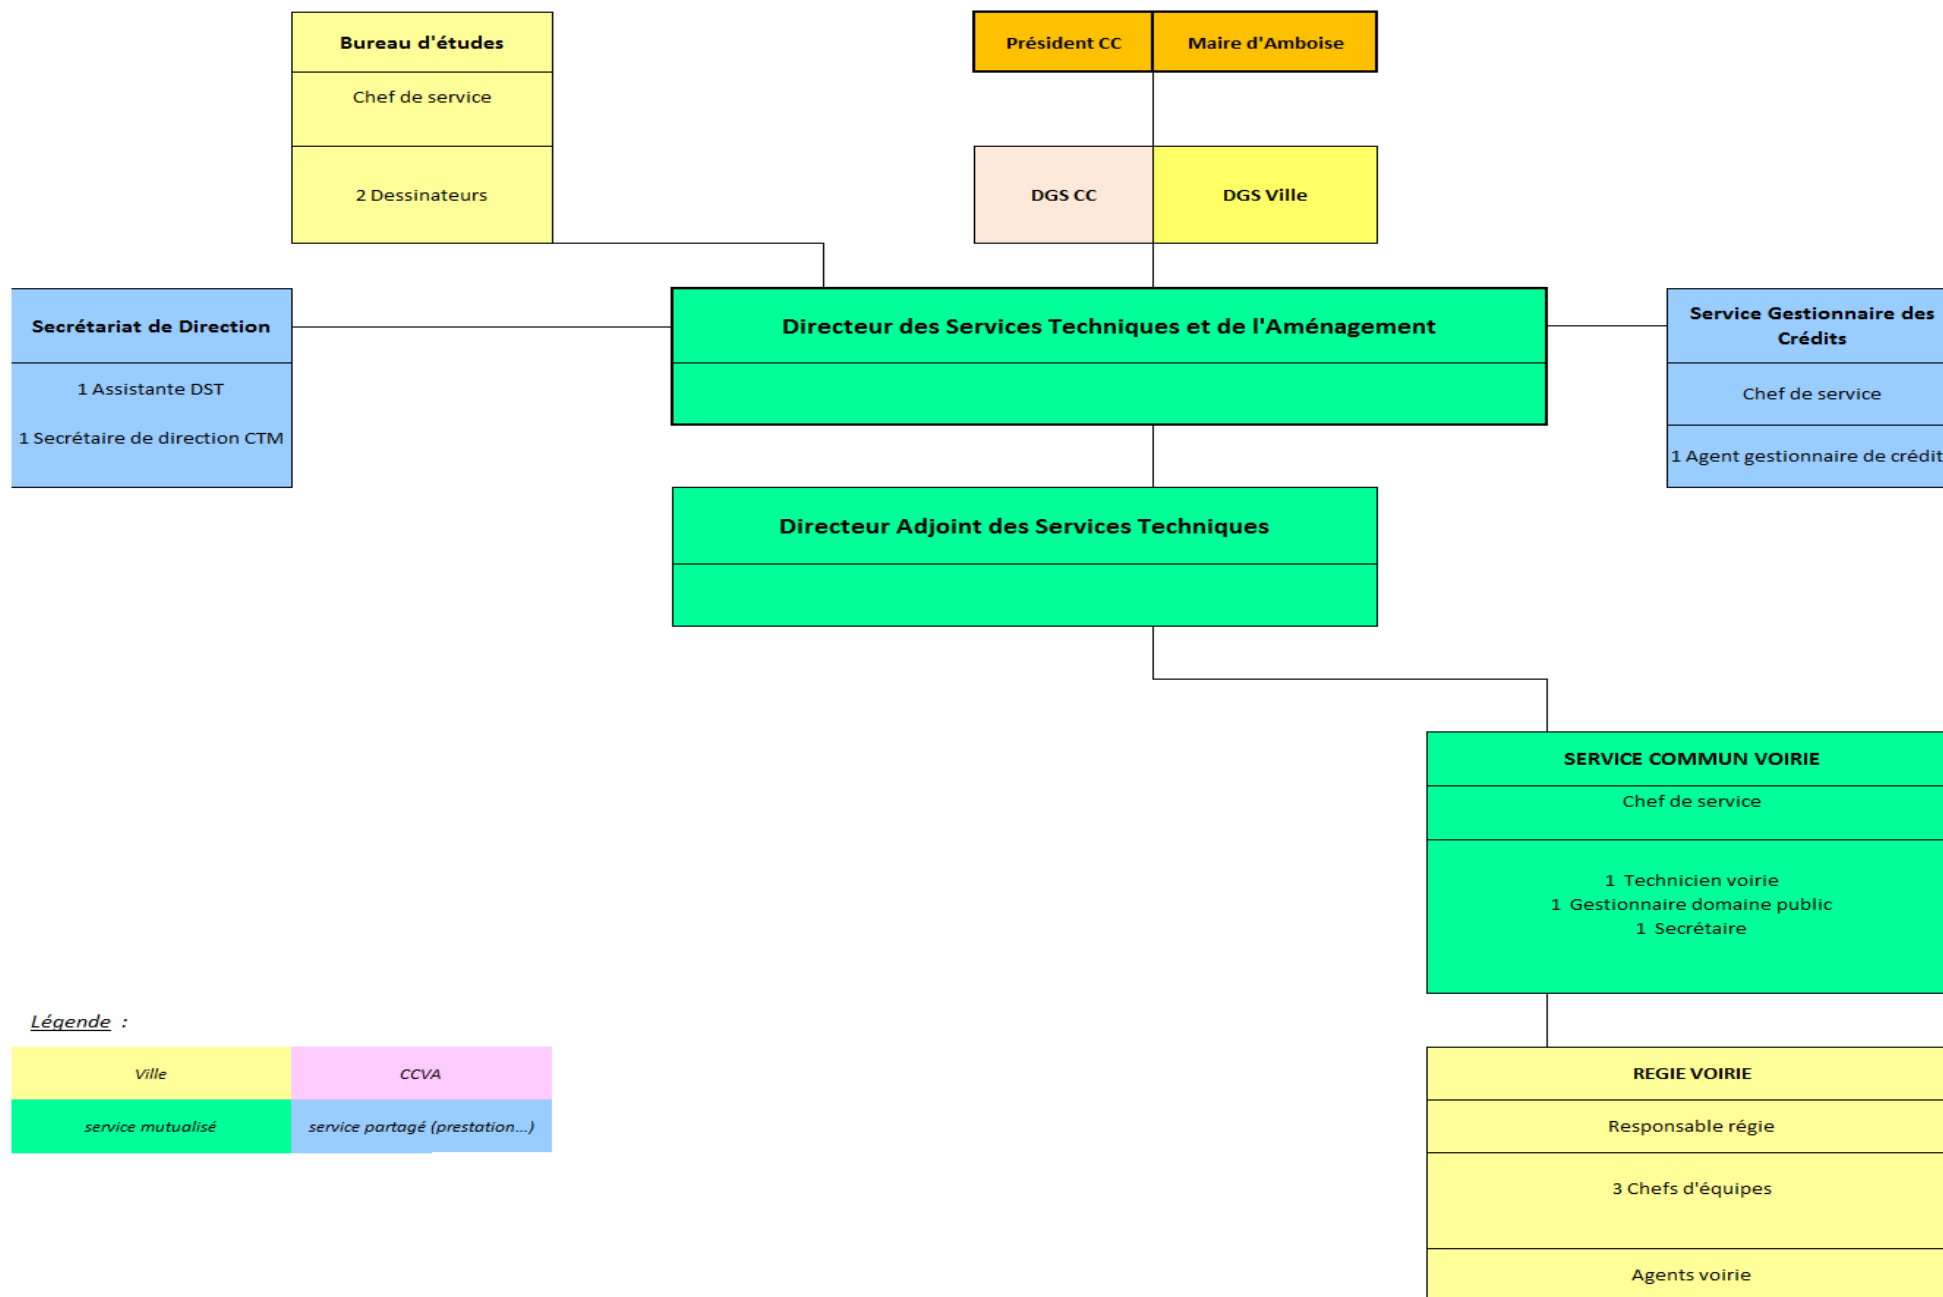 Bureau d'études
Chef de service
2 Dessinateurs
Président CC
Maire d'Amboise
DGS CC
DGS Ville
Secrétariat de Direction
1 Assistante DST
1 Secrétaire de direction CTM
Directeur des Services Techniques et de l'Aménagement
Service Gestionnaire des
Crédits
Chef de service
1 Agent gestionnaire de crédit
Directeur Adjoint des Services Techniques
SERVICE COMMUN VOIRIE
Chef de service
1 Technicien voirie
1 Gestionnaire domaine public
1 Secrétaire
REGIE VOIRIE
Responsable régie
3 Chefs d'équipes
Agents voirie
Légende :
Ville
CCVA
service mutualisé
service partagé (prestation...)